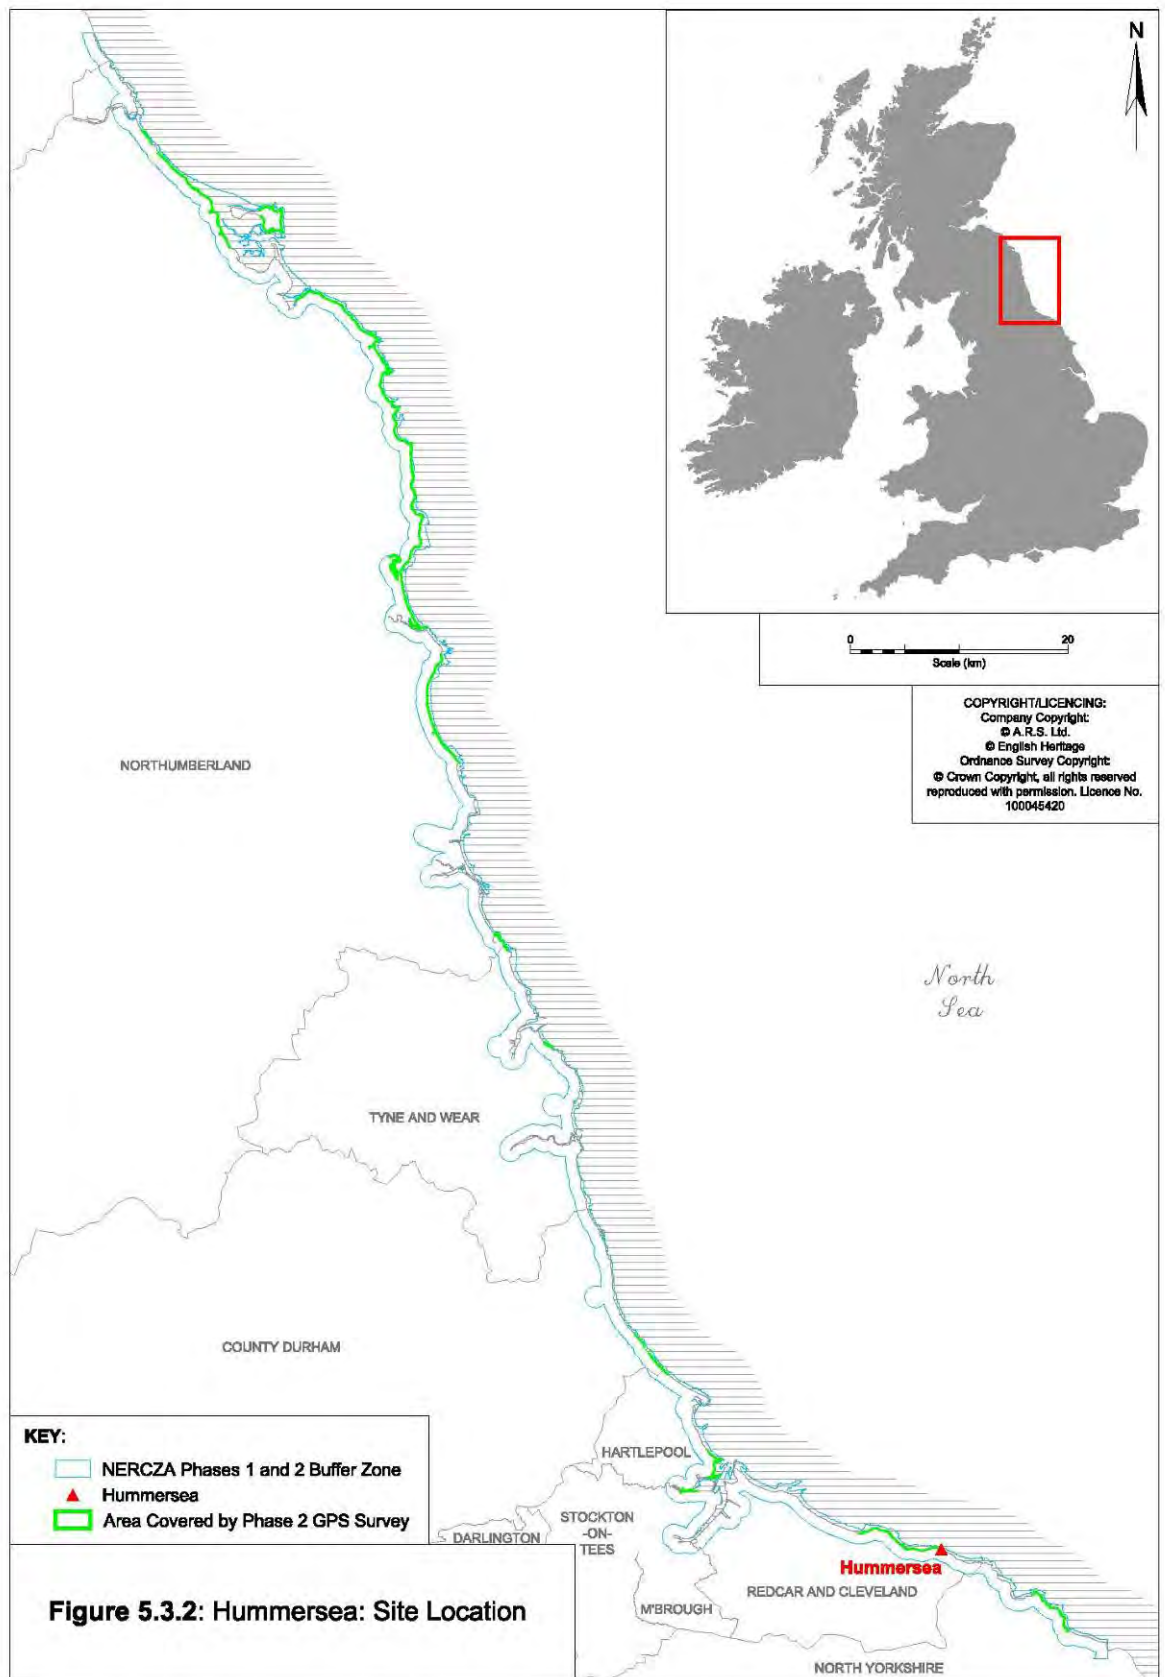 N
0 20
Scale (km)
COPYRIGHT/LICENCING:
Company Copyright:
© A.R.S. Ltd.
© English Heritage
Ordnance Survey Copyright:
© Crown Copyright, all rights reserved
reproduced with permission. Licence No.
100045420
NORTHUMBERLAND
North
Sea
TYNE AND WEAR
COUNTY DURHAM
HARTLEPOOL
STOCKTON
-ON-
TEES
DARLINGTON
Hummersea
REDCAR AND CLEVELAND
M'BROUGH
NORTH YORKSHIRE
KEY:
NERCZA Phases 1 and 2 Buffer Zone
Hummersea
Area Covered by Phase 2 GPS Survey
Figure 5.3.2: Hummersea: Site Location